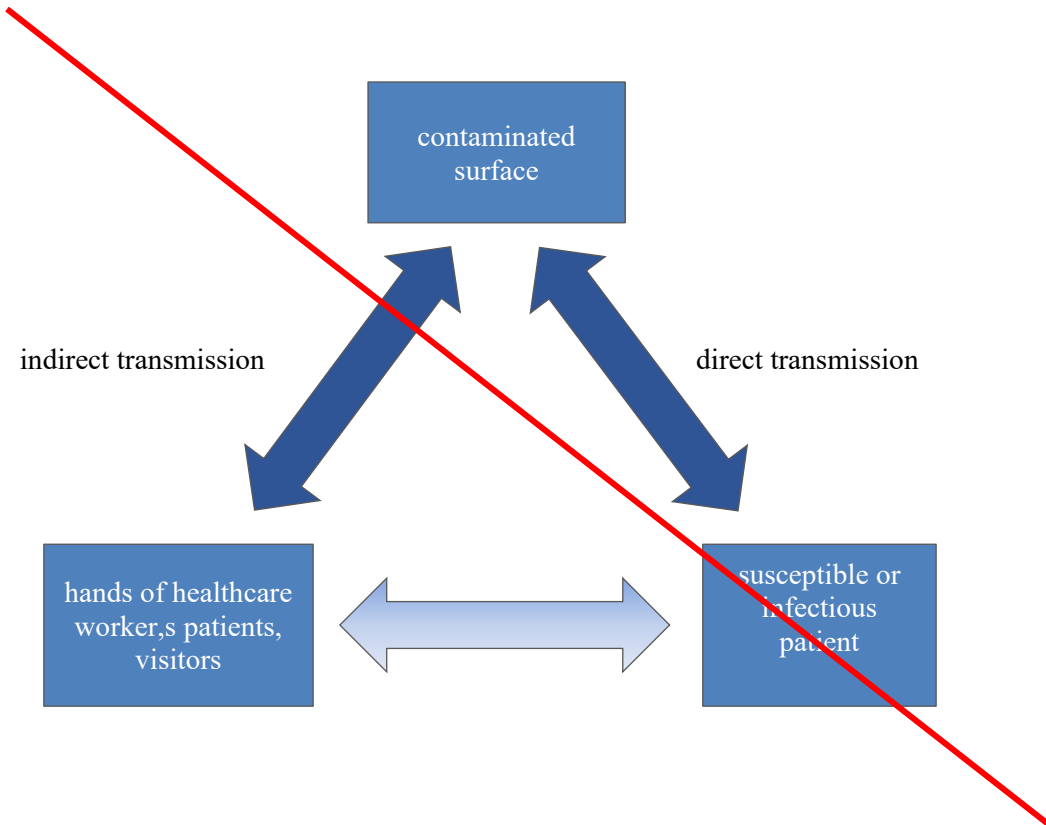 contaminated
surface
indirect transmission
direct transmission
hands of healthcare
worker,s patients,
visitors
susceptible or
infectious
patient